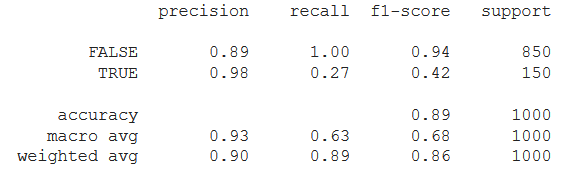 precision recall f1-score support
FALSE 0.89 1.00 0.94 850
TRUE 0.98 0.27 0.42 150
accuracy 0.89 1000
macro avg 0.93 0.63 0.68 1000
weighted avg 0.90 0.89 0.86 1000